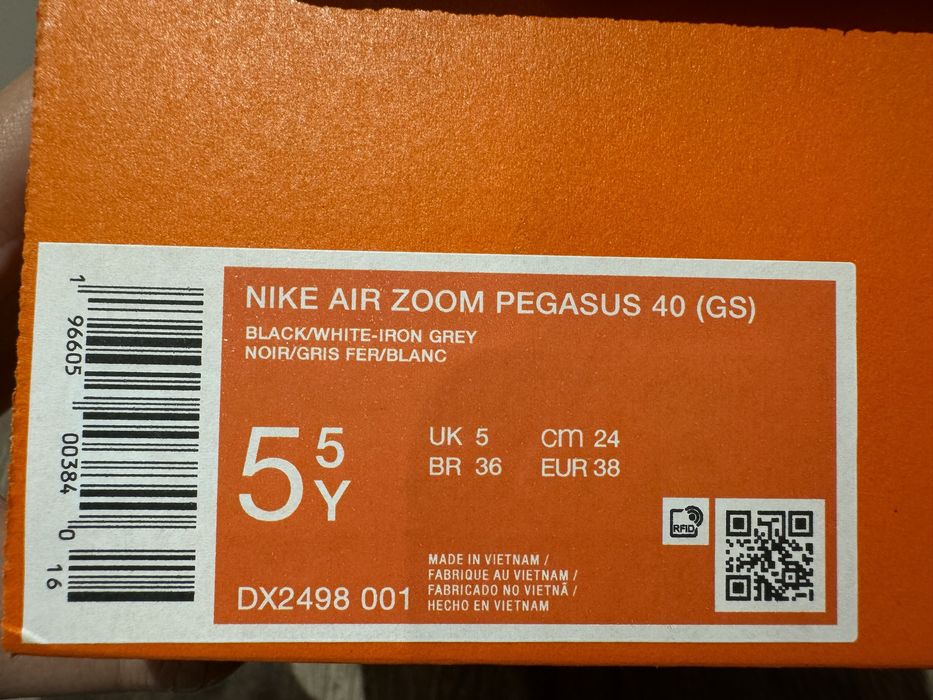 NIKE AIR ZOOM PEGASUS 40 (GS)
BLACK/WHITE-IRON GREY
NOIR/GRIS FER/BLANC
5 5 Y
UK 5 cm 24
BR 36 EUR 38
RFID
MADE IN VIETNAM /
FABRIQUE AU VIETNAM /
FABRICADO NO VIETNÃ /
HECHO EN VIETNAM
DX2498 001
1 96605 00384 0 16